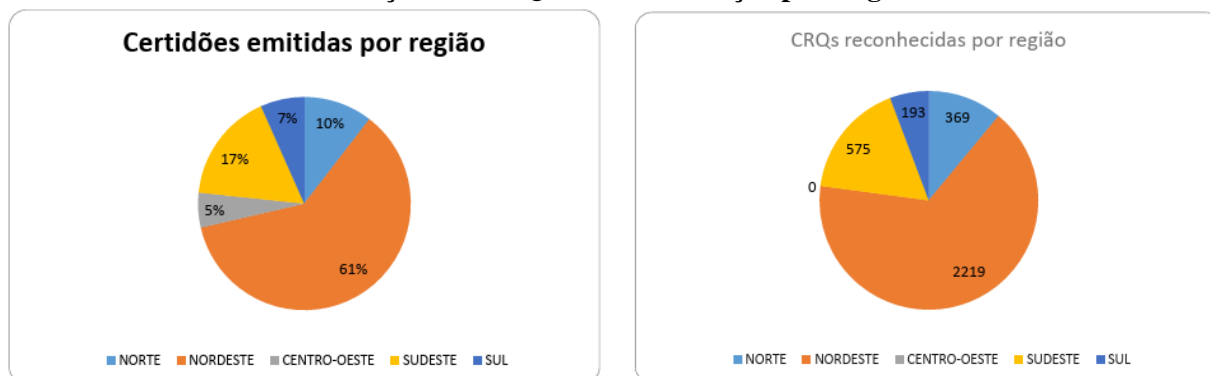 Certidões emitidas por região
7%
10%
17%
5%
61%
NORTE NORDESTE CENTRO-OESTE SUDESTE SUL
CRQs reconhecidas por região
193
369
575
0
2219
NORTE NORDESTE CENTRO-OESTE SUDESTE SUL